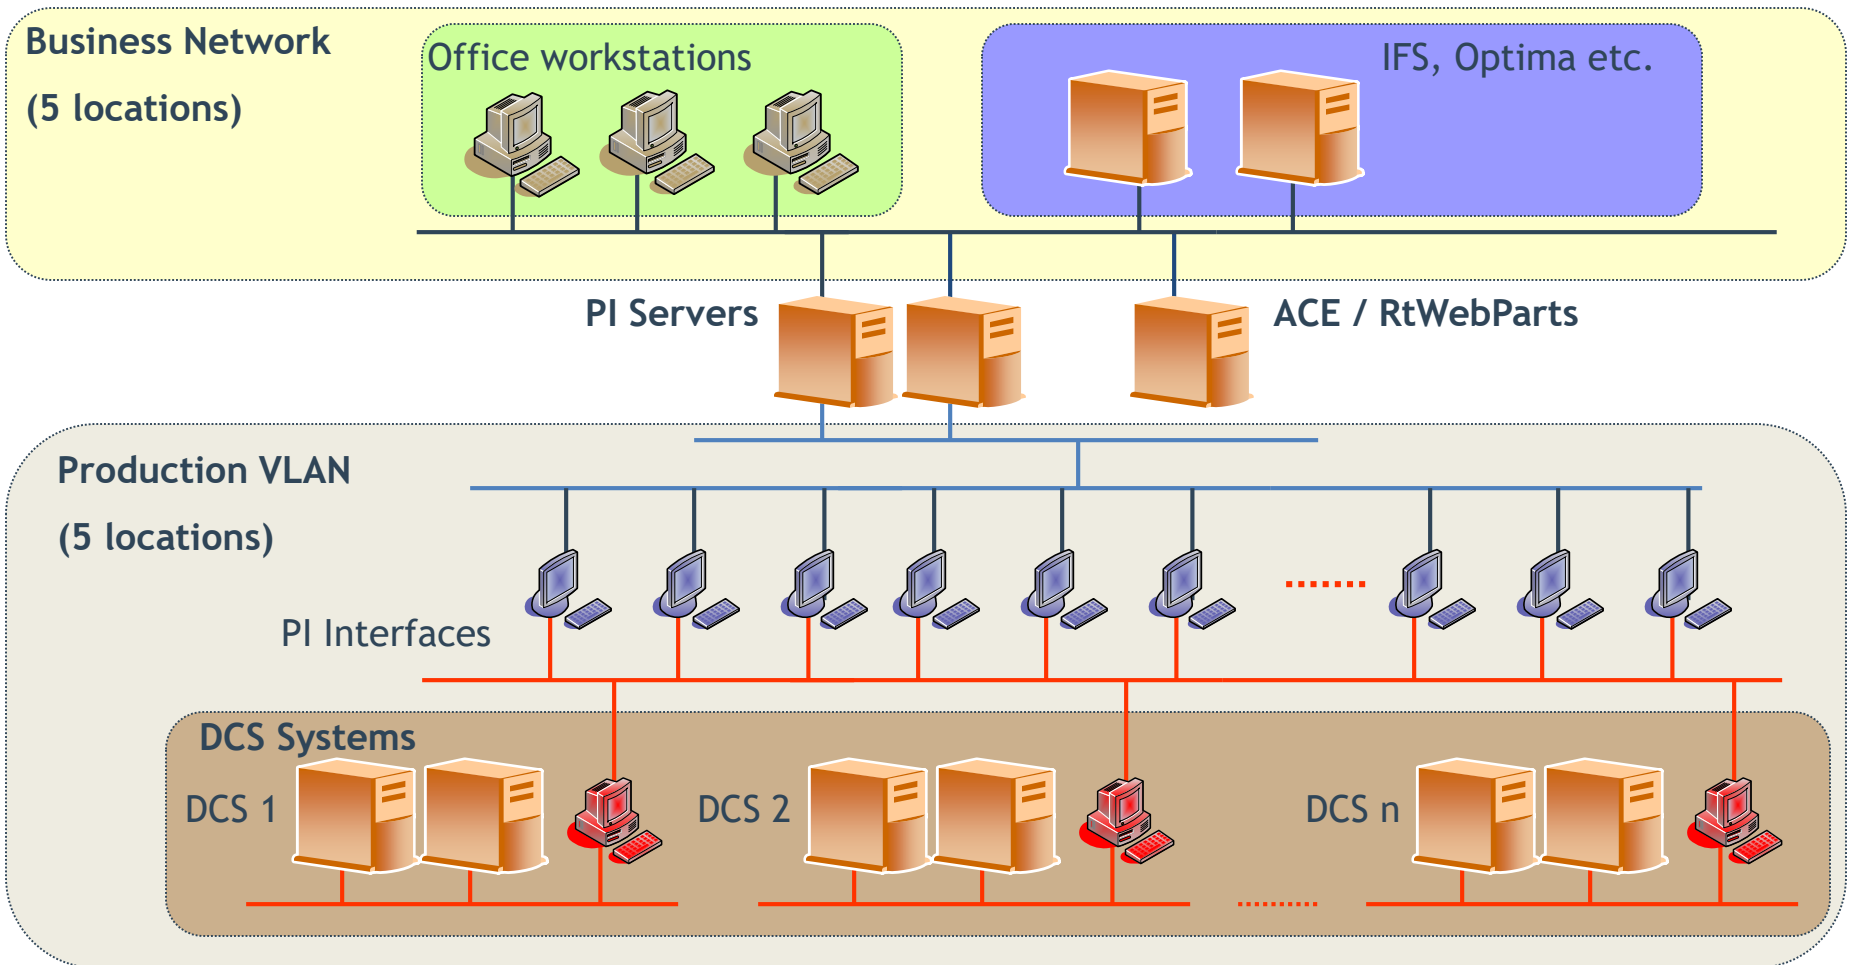 Business Network
(5 locations)
Office workstations
IFS, Optima etc.
PI Servers
ACE / RtWebParts
Production VLAN
(5 locations)
PI Interfaces
DCS Systems
DCS 1
DCS 2
DCS n